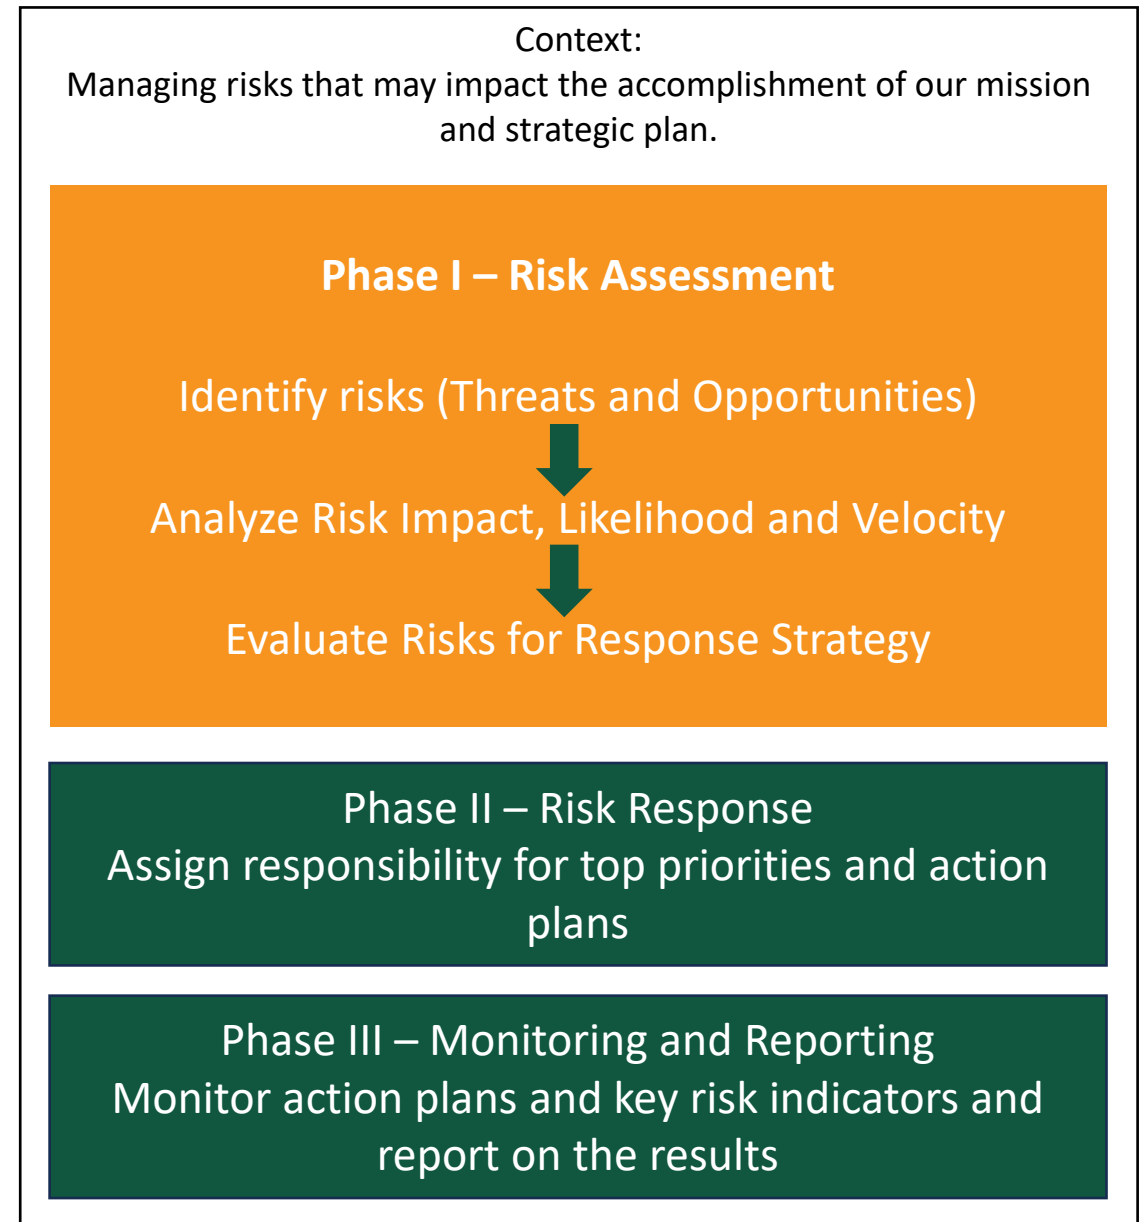 Context:
Managing risks that may impact the accomplishment of our mission
and strategic plan.
Phase I – Risk Assessment
Identify risks (Threats and Opportunities)
Analyze Risk Impact, Likelihood and Velocity
Evaluate Risks for Response Strategy
Phase II – Risk Response
Assign responsibility for top priorities and action
plans
Phase III – Monitoring and Reporting
Monitor action plans and key risk indicators and
report on the results